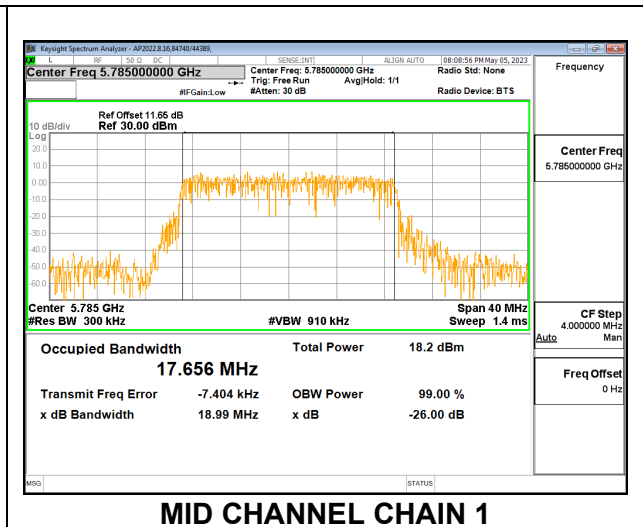 Keysight Spectrum Analyzer - AP2022.8.16,84740/44389,
L RF 50 Ω DC SENSE:INT ALIGN AUTO 08:08:56 PM May 05, 2023
Center Freq 5.785000000 GHz
Center Freq: 5.785000000 GHz
Radio Std: None
Trig: Free Run Avg|Hold: 1/1
#IFGain:Low
#Atten: 30 dB
Radio Device: BTS
Frequency
Ref Offset 11.65 dB
10 dB/div Ref 30.00 dBm
Log
20.0
10.0
0.00
-10.0
-20.0
-30.0
-40.0
-50.0
-60.0
Center Freq
5.785000000 GHz
Center 5.785 GHz Span 40 MHz
#Res BW 300 kHz #VBW 910 kHz Sweep 1.4 ms
CF Step
4.000000 MHz
Auto Man
Occupied Bandwidth Total Power 18.2 dBm
17.656 MHz
Freq Offset
0 Hz
Transmit Freq Error -7.404 kHz OBW Power 99.00 %
x dB Bandwidth 18.99 MHz x dB -26.00 dB
MSG STATUS
MID CHANNEL CHAIN 1